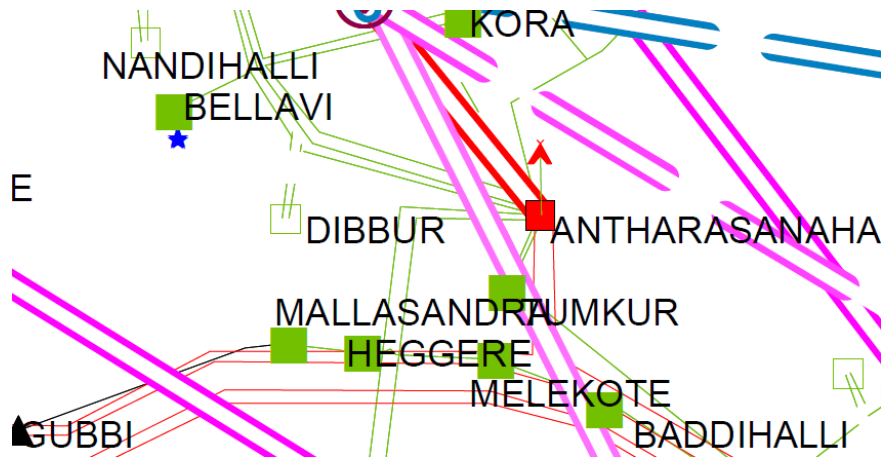 KORA
NANDIHALLI
BELLAVI
E
DIBBUR
ANTHARASANAHA
MALLASANDRA
TUMKUR
HEGGERE
MELEKOTE
GUBBI
BADDIHALLI